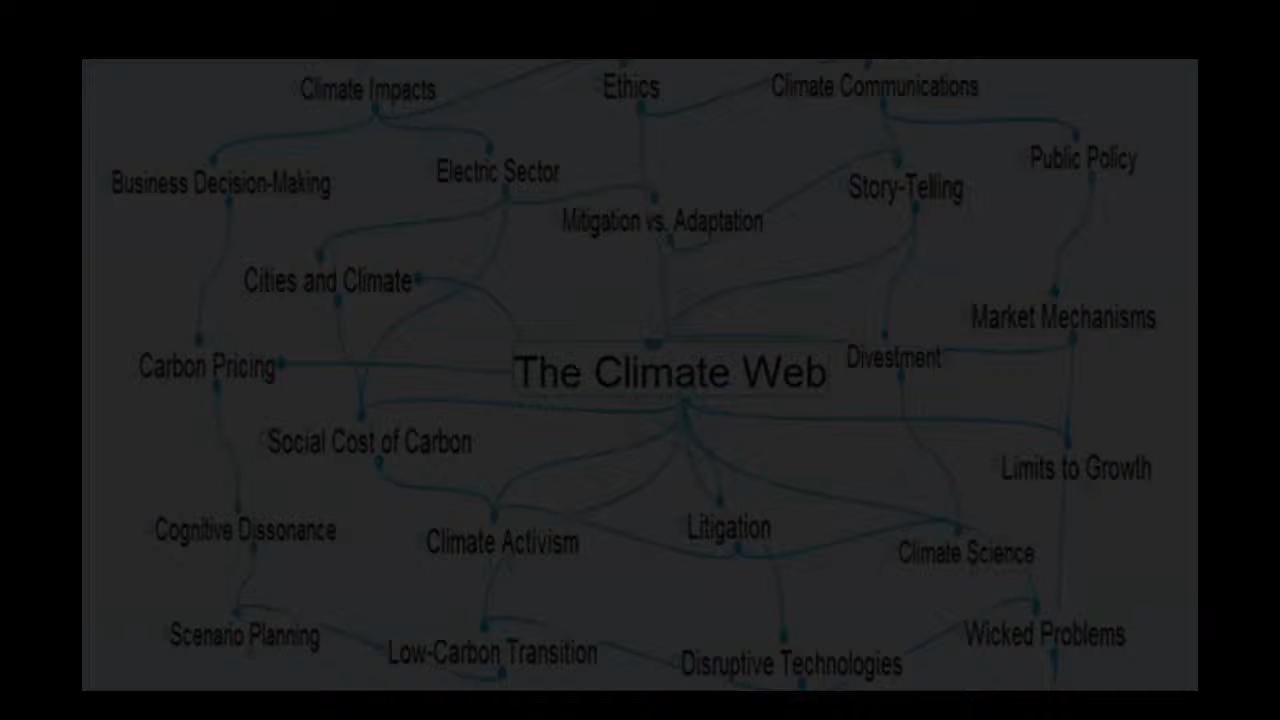 Climate Impacts
Ethics
Climate Communications
Public Policy
Electric Sector
Business Decision-Making
Story-Telling
Mitigation vs. Adaptation
Cities and Climate
Market Mechanisms
Carbon Pricing
The Climate Web
Divestment
Social Cost of Carbon
Limits to Growth
Cognitive Dissonance
Climate Activism
Litigation
Climate Science
Scenario Planning
Low-Carbon Transition
Disruptive Technologies
Wicked Problems